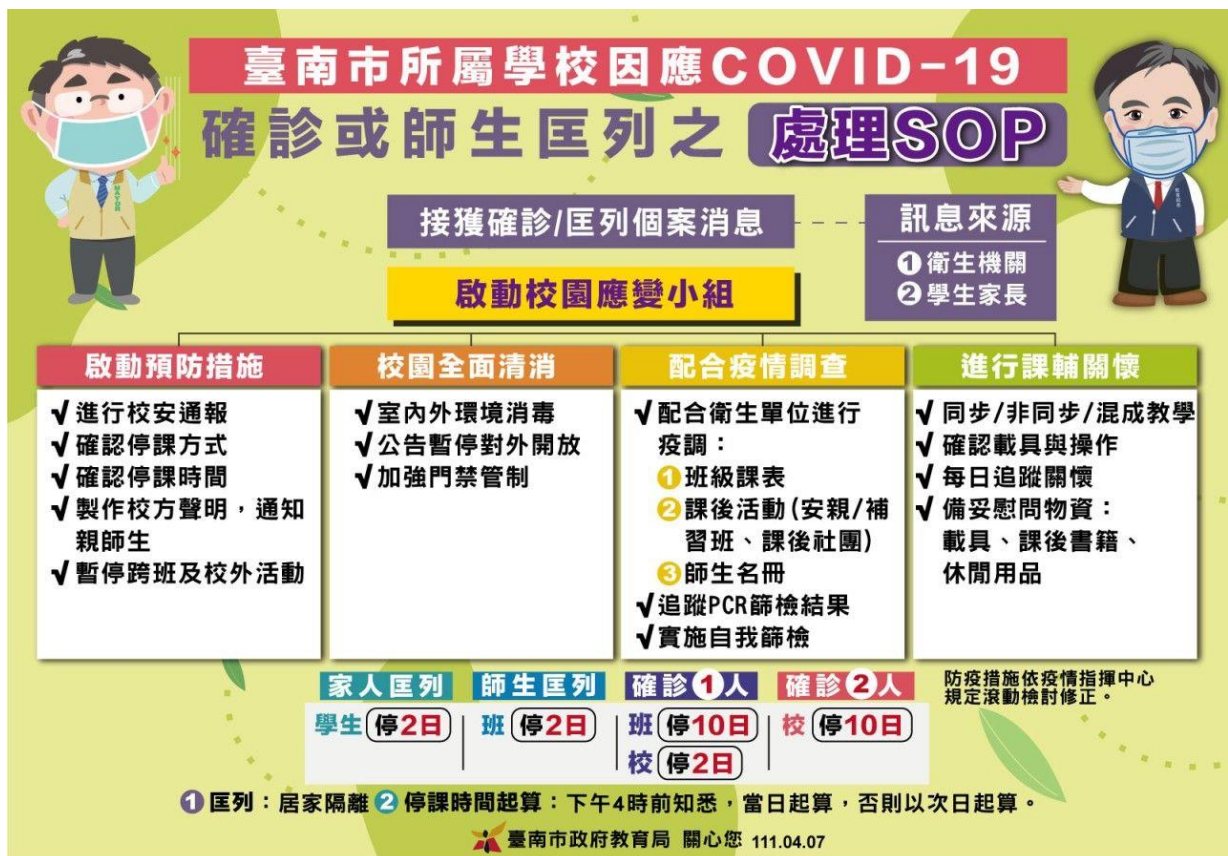 臺南市所屬學校因應COVID-19
確診或師生匡列之 處理SOP
MAYOR
接獲確診/匡列個案消息
訊息來源
1 衛生機關
2 學生家長
啟動校園應變小組
啟動預防措施
√進行校安通報
√確認停課方式
√確認停課時間
√製作校方聲明，通知
親師生
√暫停跨班及校外活動
校園全面清消
√室內外環境消毒
√公告暫停對外開放
√加強門禁管制
配合疫情調查
√配合衛生單位進行
疫調：
1 班級課表
2 課後活動(安親/補
習班、課後社團)
3 師生名冊
√追蹤PCR篩檢結果
√實施自我篩檢
進行課輔關懷
√同步/非同步/混成教學
√確認載具與操作
√每日追蹤關懷
√備妥慰問物資：
載具、課後書籍、
休閒用品
家人匡列
學生 停2日
師生匡列
班 停2日
確診1人
班 停10日
校 停2日
確診2人
校 停10日
防疫措施依疫情指揮中心
規定滾動檢討修正。
1 匡列：居家隔離 2 停課時間起算：下午4時前知悉，當日起算，否則以次日起算。
臺南市政府教育局 關心您 111.04.07